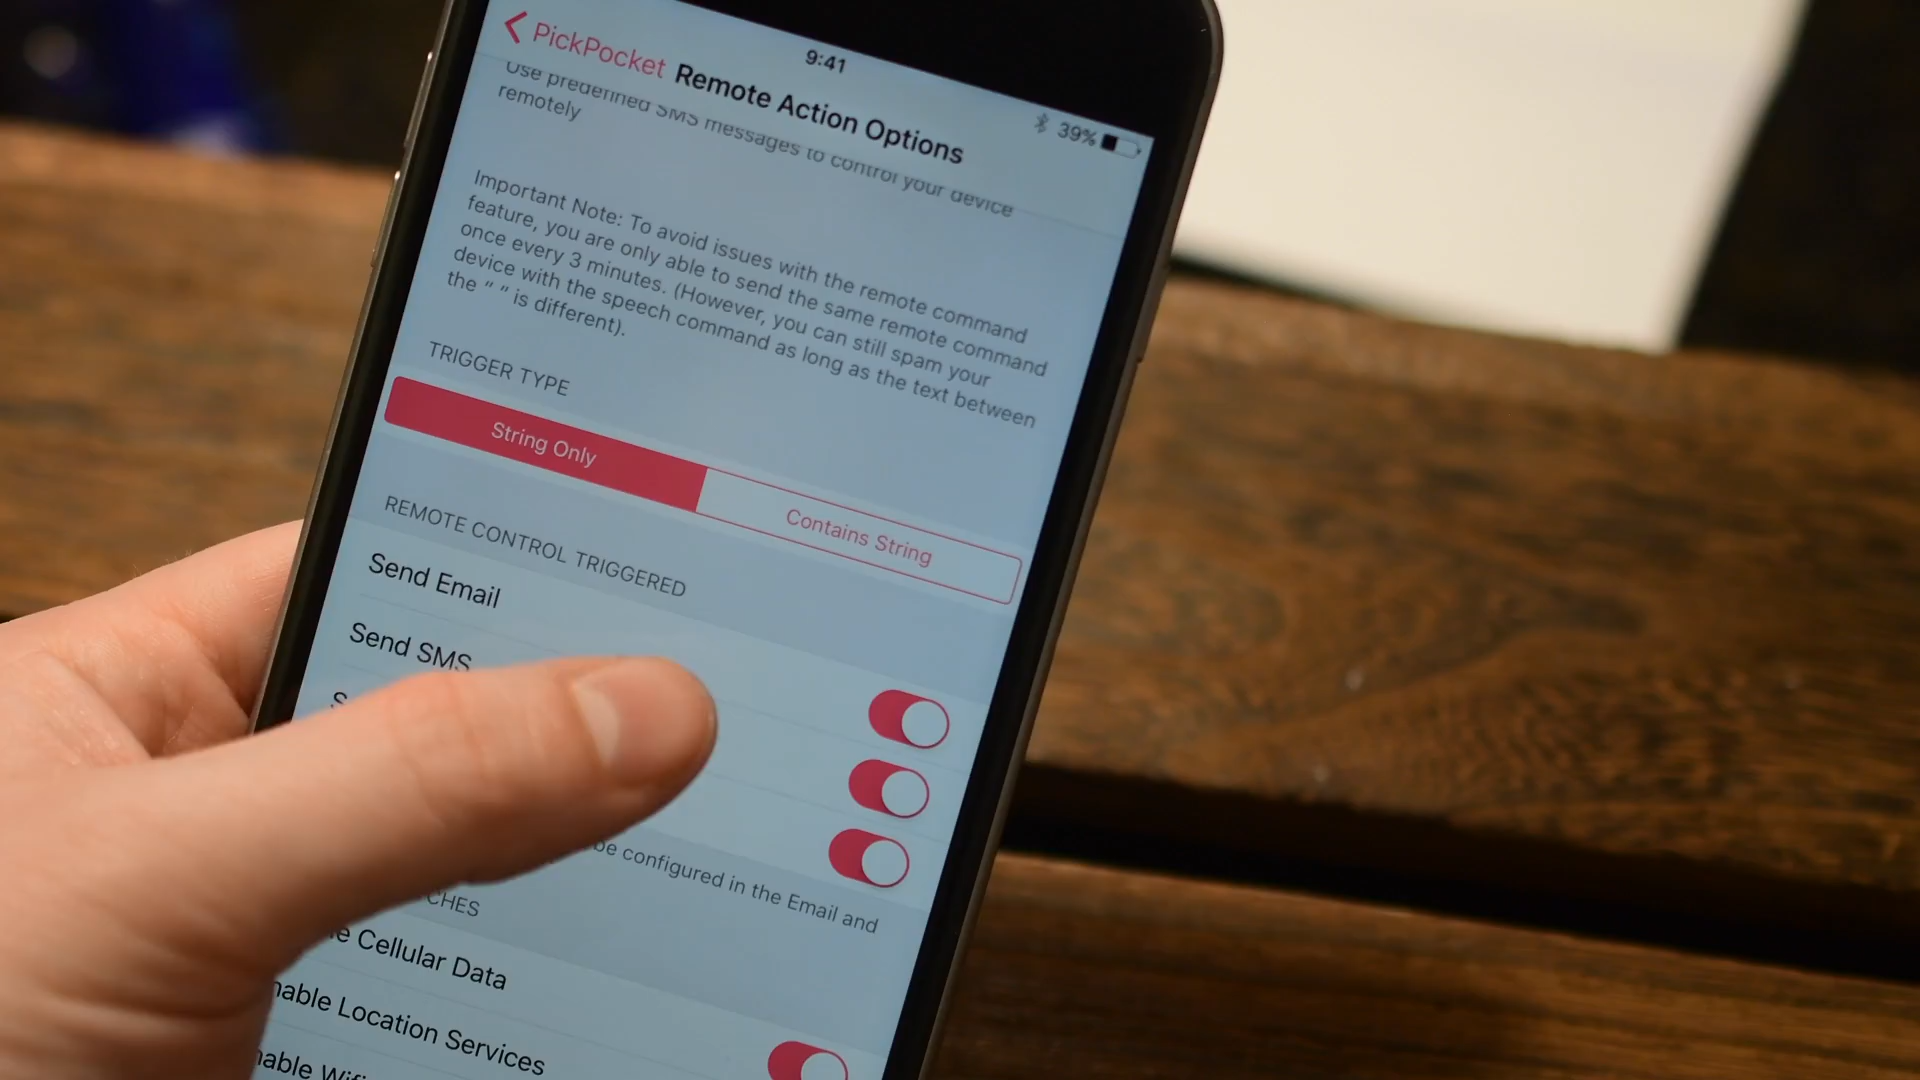 PickPocket
9:41
39%
Remote Action Options
Use predefined SMS messages to control your device
remotely
Important Note: To avoid issues with the remote command
feature, you are only able to send the same remote command
once every 3 minutes. (However, you can still spam your
device with the speech command as long as the text between
the “ ” is different).
TRIGGER TYPE
String Only
Contains String
REMOTE CONTROL TRIGGERED
Send Email
Send SMS
be configured in the Email and
CHES
Cellular Data
nable Location Services
nable Wifi